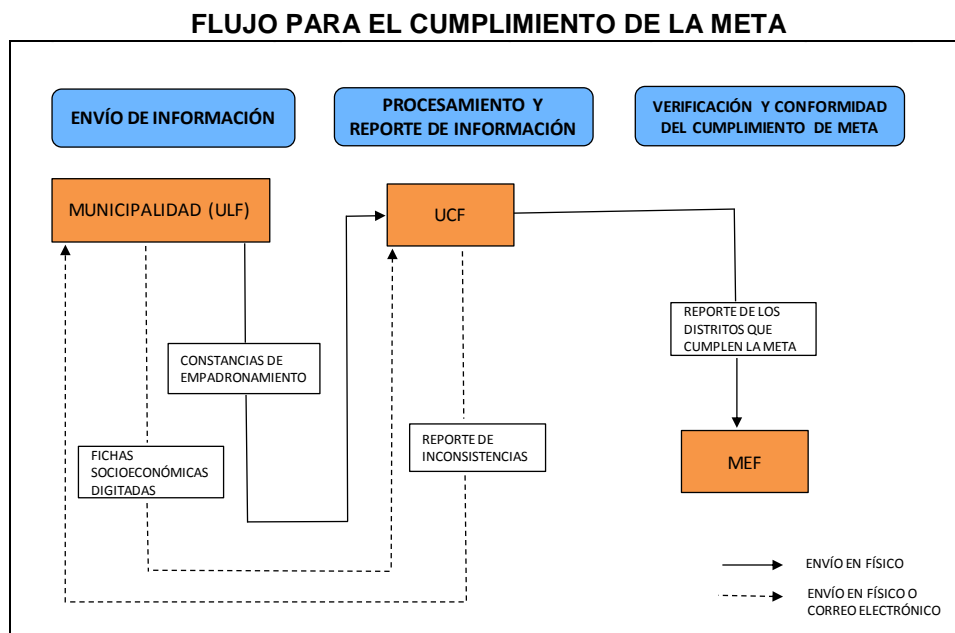 FLUJO PARA EL CUMPLIMIENTO DE LA META
ENVÍO DE INFORMACIÓN
PROCESAMIENTO Y
REPORTE DE INFORMACIÓN
VERIFICACIÓN Y CONFORMIDAD
DEL CUMPLIMIENTO DE META
MUNICIPALIDAD (ULF)
UCF
CONSTANCIAS DE
EMPADRONAMIENTO
REPORTE DE LOS
DISTRITOS QUE
CUMPLEN LA META
FICHAS
SOCIOECONÓMICAS
DIGITADAS
REPORTE DE
INCONSISTENCIAS
MEF
ENVÍO EN FÍSICO
ENVÍO EN FÍSICO O
CORREO ELECTRÓNICO